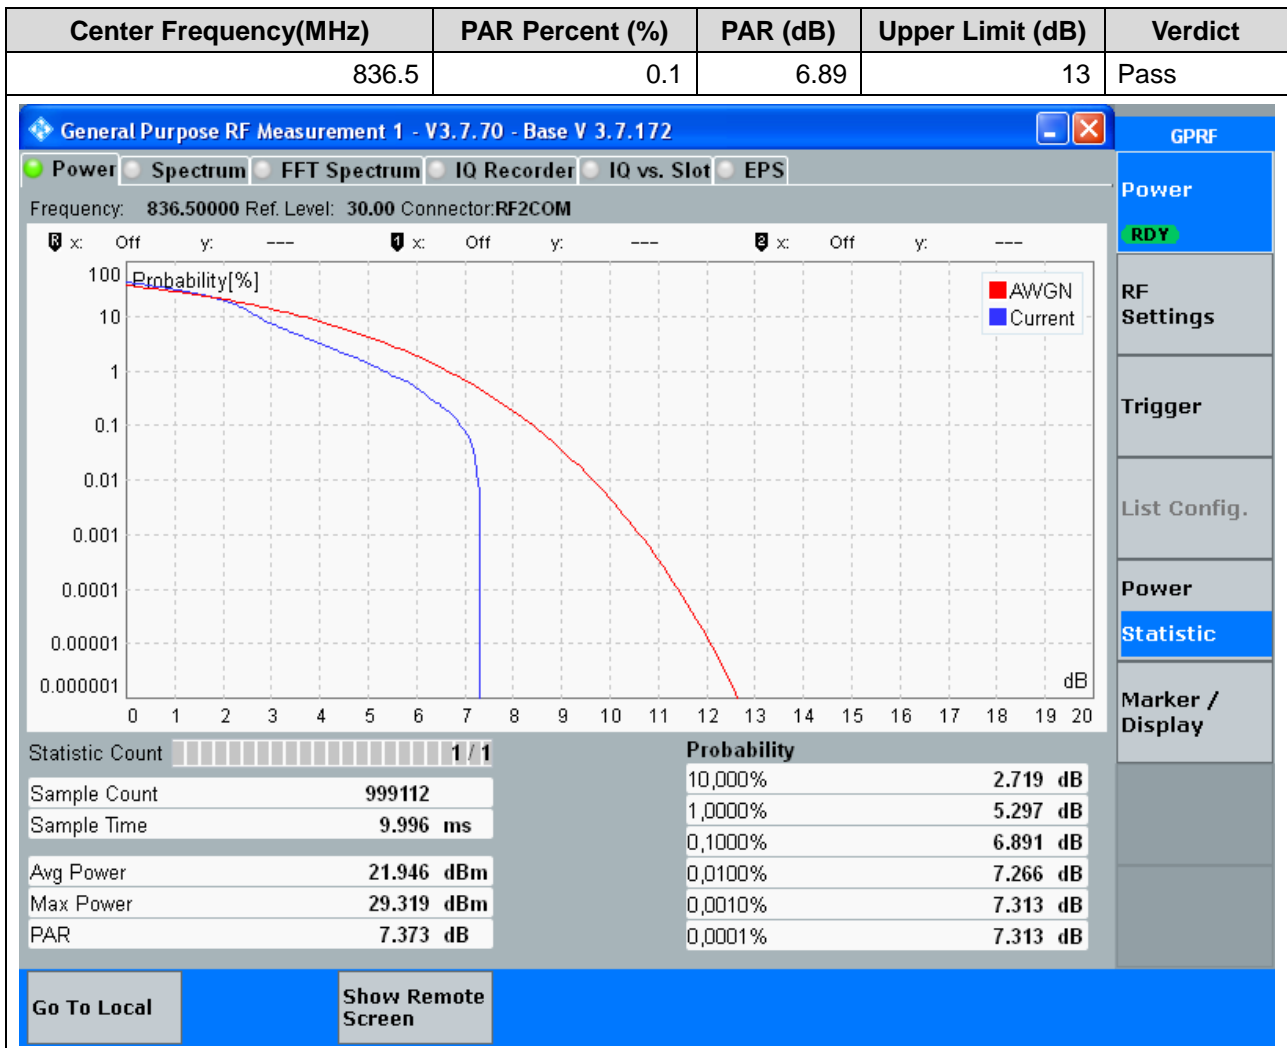 Center Frequency(MHz) PAR Percent (%) PAR (dB) Upper Limit (dB) Verdict
836.5 0.1 6.89 13 Pass
General Purpose RF Measurement 1 - V3.7.70 - Base V 3.7.172
GPRF
Power Spectrum FFT Spectrum IQ Recorder IQ vs. Slot EPS
Power
RDY
Frequency: 836.50000 Ref. Level: 30.00 Connector:RF2COM
R x: Off y: --- 1 x: Off y: --- 2 x: Off y: ---
Probability[%]
AWGN
Current
100
10
1
0.1
0.01
0.001
0.0001
0.00001
0.000001
dB
0 1 2 3 4 5 6 7 8 9 10 11 12 13 14 15 16 17 18 19 20
RF
Settings
Trigger
List Config.
Power
Statistic
Marker /
Display
Statistic Count 1 / 1
Sample Count 999112
Sample Time 9.996 ms
Avg Power 21.946 dBm
Max Power 29.319 dBm
PAR 7.373 dB
Probability
10,000% 2.719 dB
1,0000% 5.297 dB
0,1000% 6.891 dB
0,0100% 7.266 dB
0,0010% 7.313 dB
0,0001% 7.313 dB
Go To Local
Show Remote
Screen